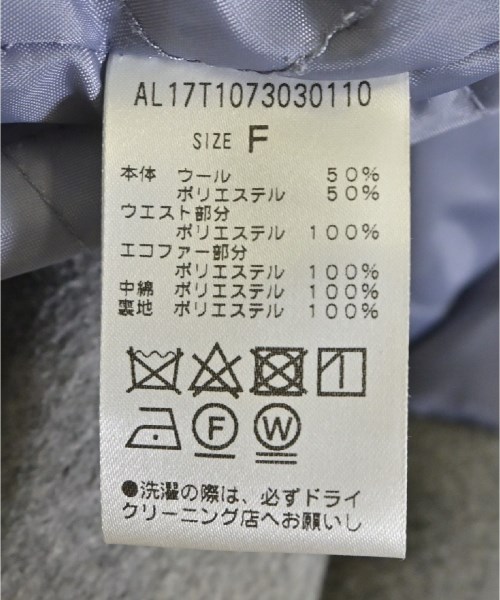 AL17T1073030110
SIZE F
本体 ウール 50%
ポリエステル 50%
ウエスト部分
ポリエステル 100%
エコファー部分
ポリエステル 100%
中綿 ポリエステル 100%
裏地 ポリエステル 100%
F W
●洗濯の際は、必ずドライ
クリーニング店へお願いし